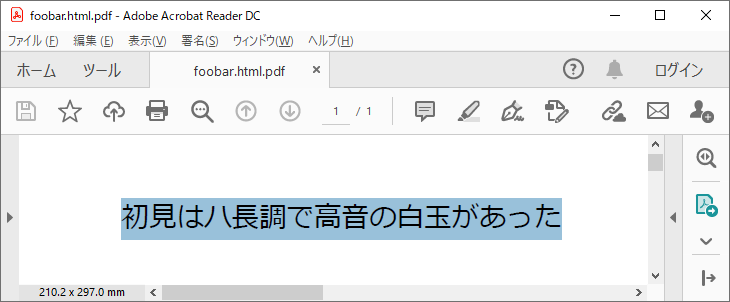 foobar.html.pdf - Adobe Acrobat Reader DC
ファイル (F) 編集 (E) 表示(V) 署名(S) ウィンドウ(W) ヘルプ(H)
ホーム ツール foobar.html.pdf × ? ログイン
1 / 1
初見はハ長調で高音の白玉があった
210.2 x 297.0 mm